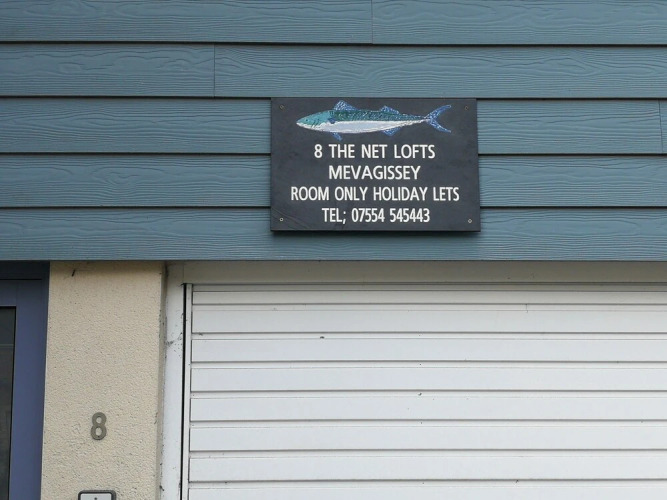 8 THE NET LOFTS
MEVAGISSEY
ROOM ONLY HOLIDAY LETS
TEL; 07554 545443
8